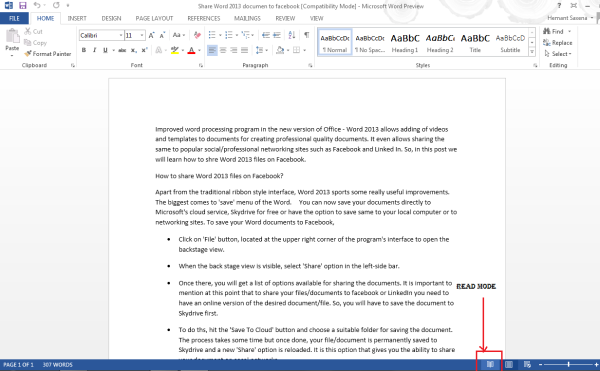 Share Word 2013 documen to facebook [Compatibility Mode] - Microsoft Word Preview
FILE HOME INSERT DESIGN PAGE LAYOUT REFERENCES MAILINGS REVIEW VIEW Hemant Saxena
Paste
Cut
Copy
Format Painter
Clipboard
Calibri 11
Font
Paragraph
AaBbCcDc AaBbCcDc AaBbC AaBbCc AaBbC AaBbCcD
¶ Normal ¶ No Spac... Heading 1 Heading 2 Title Subtitle
Styles
Find
Replace
Select
Editing
Improved word processing program in the new version of Office - Word 2013 allows adding of videos
and templates to documents for creating professional quality documents. It even allows sharing the
same to popular social/professional networking sites such as Facebook and Linked In. So, in this post we
will learn how to shre Word 2013 files on Facebook.
How to share Word 2013 files on Facebook?
Apart from the traditional ribbon style interface, Word 2013 sports some really useful improvements.
The biggest comes to 'save' menu of the Word. You can now save your documents directly to
Microsoft's cloud service, Skydrive for free or have the option to save same to your local computer or to
networking sites. To save your Word documents to Facebook,
• Click on 'File' button, located at the upper right corner of the program's interface to open the
backstage view.
• When the back stage view is visible, select 'Share' option in the left-side bar.
• Once there, you will get a list of options available for sharing the documents. It is important to
mention at this point that to share your files/documents to facebook or LinkedIn you need to
have an online version of the desired document/file. So, you will have to save the document to
Skydrive first.
• To do ths, hit the 'Save To Cloud' button and choose a suitable folder for saving the document.
The process takes some time but once done, your file/document is permanently saved to
Skydrive and a new 'Share' option is reloaded. It is this option that gives you the ability to share
READ MODE
PAGE 1 OF 1 307 WORDS